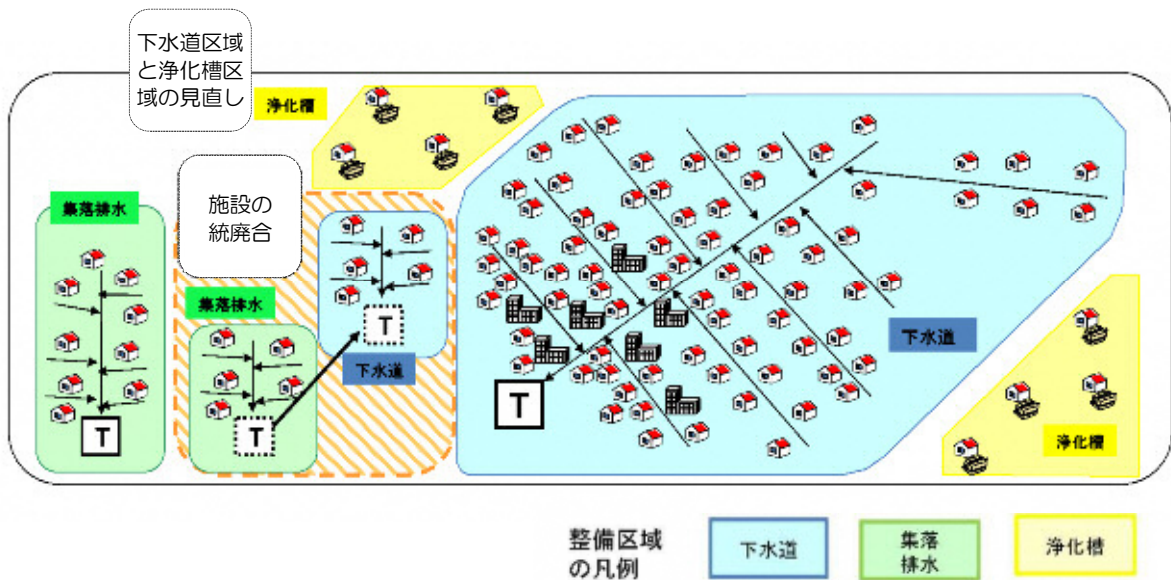 下水道区域
と浄化槽区
域の見直し
浄化槽
集落排水
施設の
統廃合
集落排水
T
下水道
T
T
下水道
T
浄化槽
整備区域
の凡例
下水道
集落
排水
浄化槽